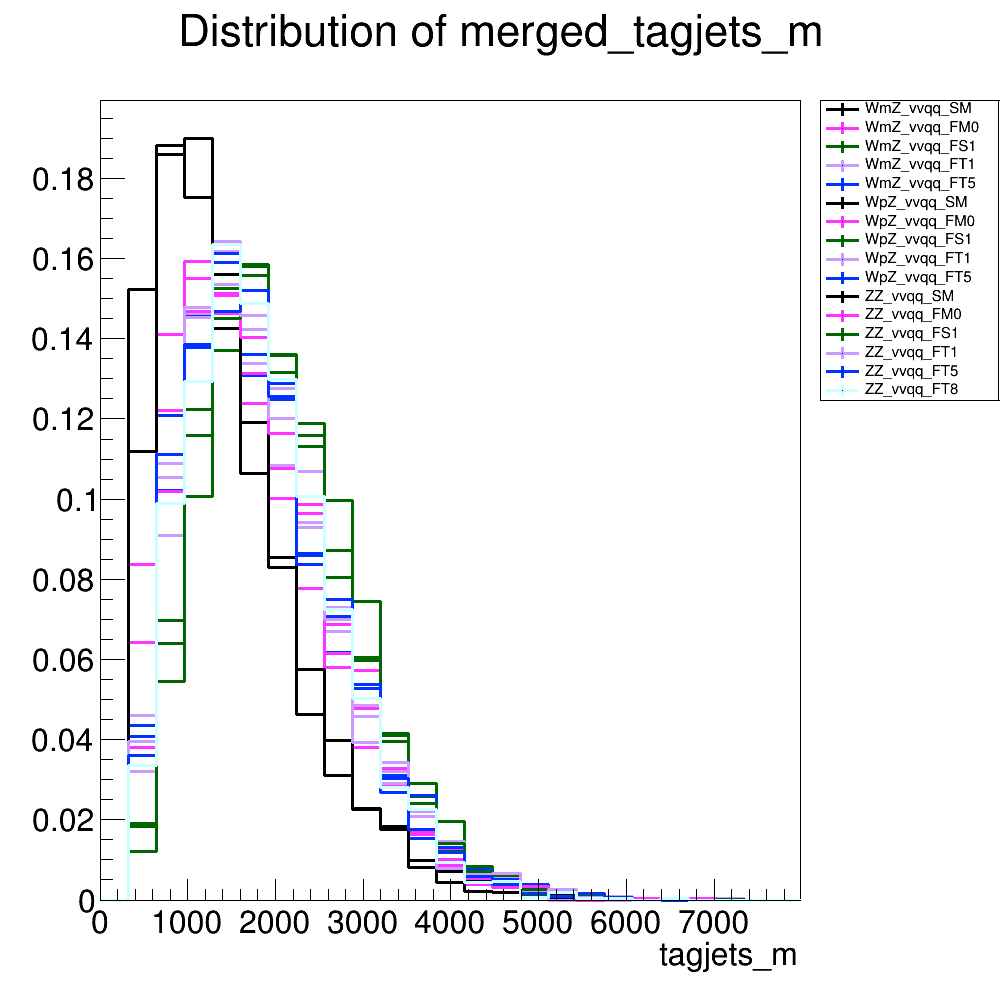 Distribution of merged_tagjets_m
WmZ_vvqq_SM
WmZ_vvqq_FM0
WmZ_vvqq_FS1
WmZ_vvqq_FT1
WmZ_vvqq_FT5
WpZ_vvqq_SM
WpZ_vvqq_FM0
WpZ_vvqq_FS1
WpZ_vvqq_FT1
WpZ_vvqq_FT5
ZZ_vvqq_SM
ZZ_vvqq_FM0
ZZ_vvqq_FS1
ZZ_vvqq_FT1
ZZ_vvqq_FT5
ZZ_vvqq_FT8
0.18
0.16
0.14
0.12
0.1
0.08
0.06
0.04
0.02
0
0 1000 2000 3000 4000 5000 6000 7000
tagjets_m